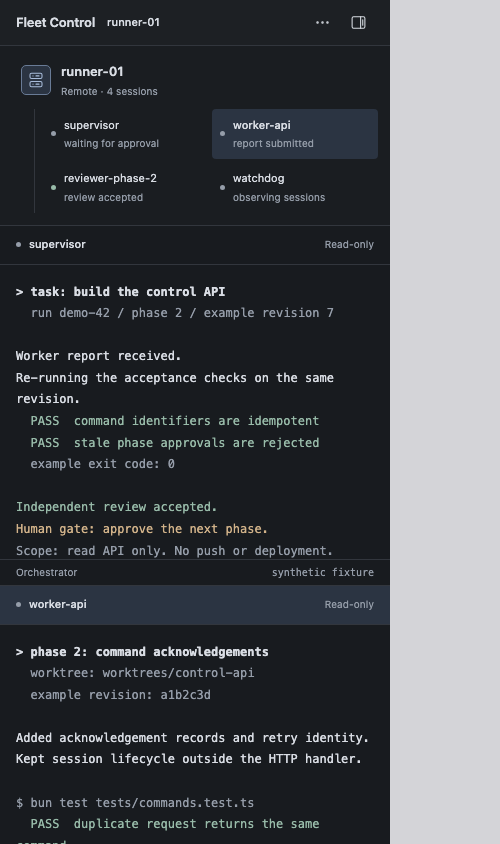 Fleet Control runner-01
runner-01
Remote · 4 sessions
supervisor
waiting for approval
worker-api
report submitted
reviewer-phase-2
review accepted
watchdog
observing sessions
supervisor Read-only
> task: build the control API
run demo-42 / phase 2 / example revision 7
Worker report received.
Re-running the acceptance checks on the same
revision.
PASS command identifiers are idempotent
PASS stale phase approvals are rejected
example exit code: 0
Independent review accepted.
Human gate: approve the next phase.
Scope: read API only. No push or deployment.
Orchestrator synthetic fixture
worker-api Read-only
> phase 2: command acknowledgements
worktree: worktrees/control-api
example revision: a1b2c3d
Added acknowledgement records and retry identity.
Kept session lifecycle outside the HTTP handler.
$ bun test tests/commands.test.ts
PASS duplicate request returns the same